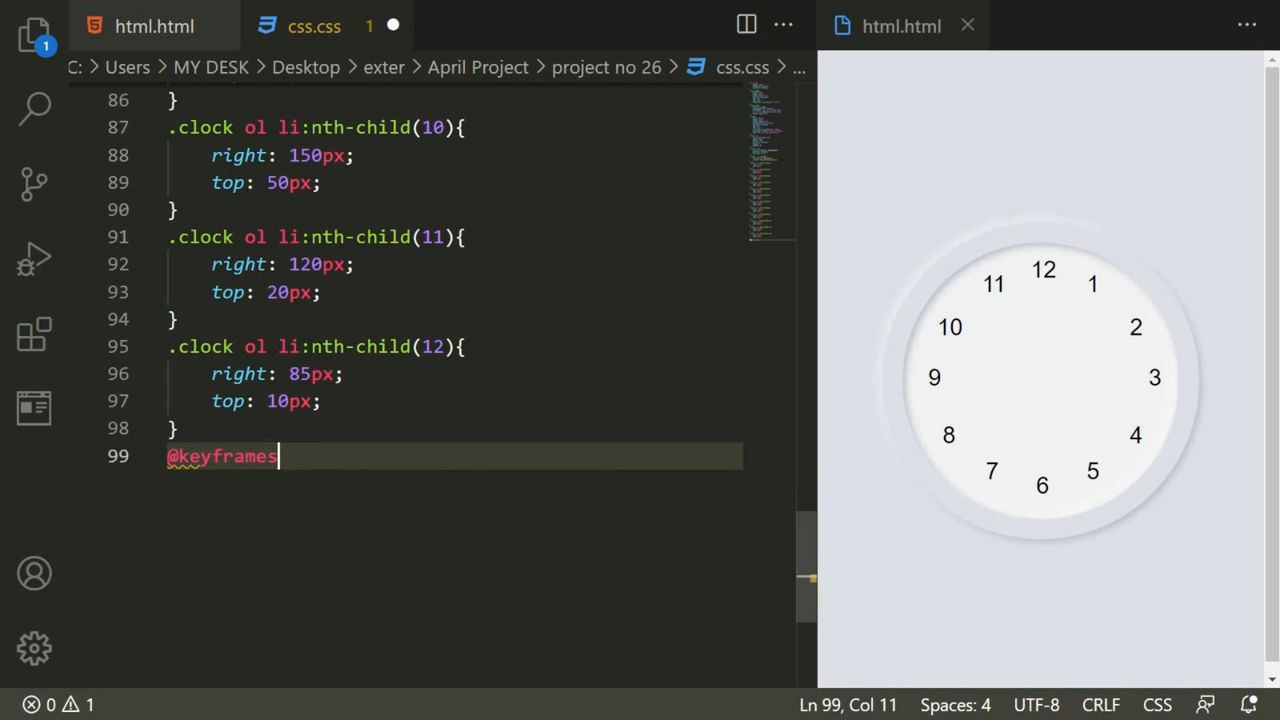 html.html
css.css 1
html.html
C: > Users > MY DESK > Desktop > exter > April Project > project no 26 > css.css > ...
1
86 }
87 .clock ol li:nth-child(10){
88 right: 150px;
89 top: 50px;
90 }
91 .clock ol li:nth-child(11){
92 right: 120px;
93 top: 20px;
94 }
95 .clock ol li:nth-child(12){
96 right: 85px;
97 top: 10px;
98 }
99 @keyframes
12
11 1
10 2
9 3
8 4
7 5
6
0 1 Ln 99, Col 11 Spaces: 4 UTF-8 CRLF CSS